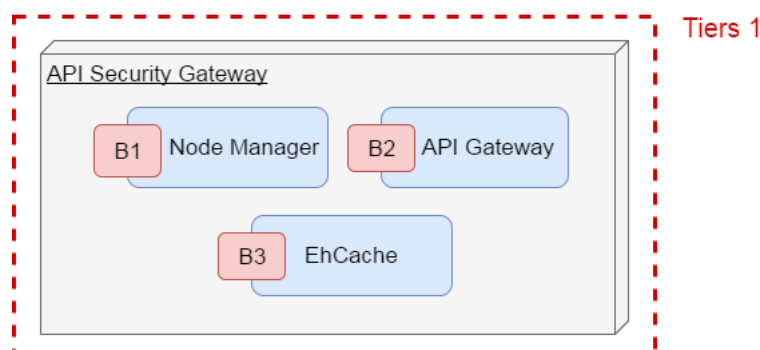 Tiers 1
API Security Gateway
B1 Node Manager
B2 API Gateway
B3 EhCache